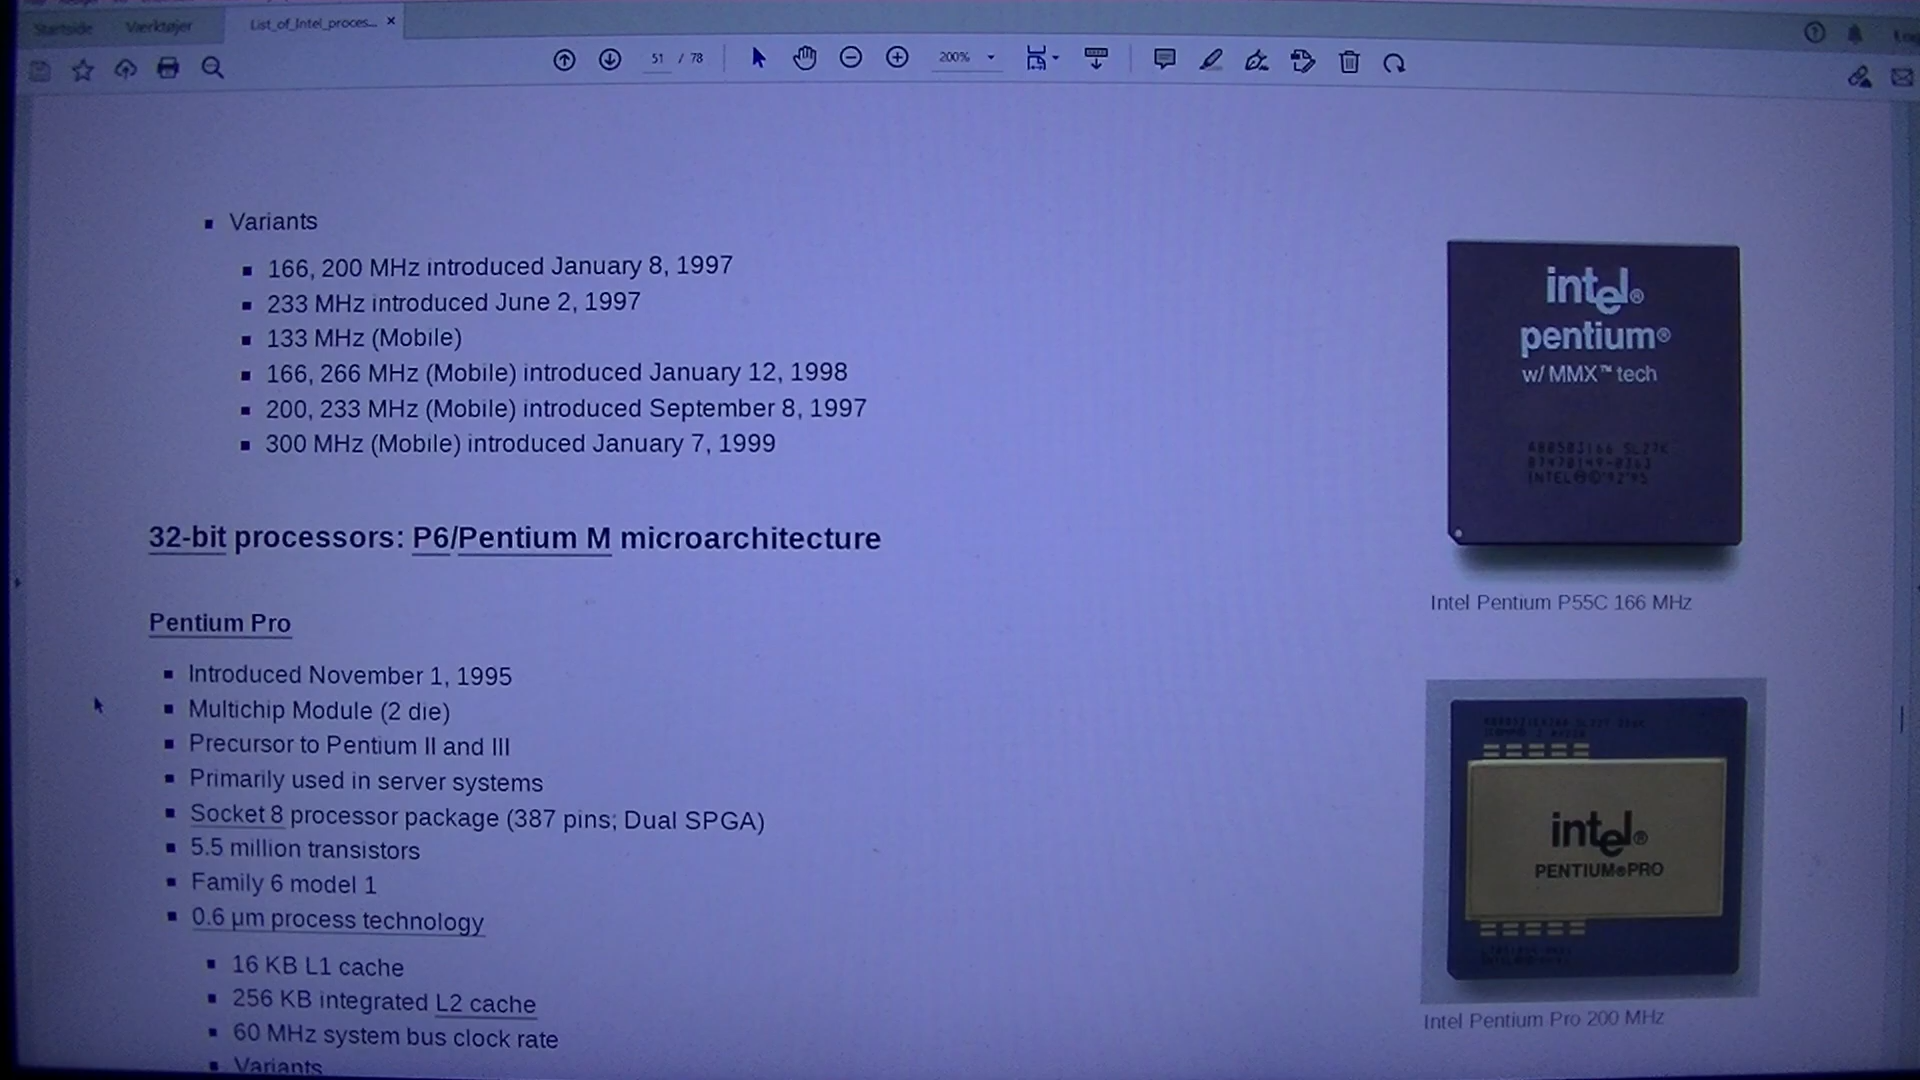 Startside
Værktøjer
List_of_Intel_proces...
51 / 78
200%
Variants
166, 200 MHz introduced January 8, 1997
233 MHz introduced June 2, 1997
133 MHz (Mobile)
166, 266 MHz (Mobile) introduced January 12, 1998
200, 233 MHz (Mobile) introduced September 8, 1997
300 MHz (Mobile) introduced January 7, 1999
intel®
pentium®
w/ MMX™ tech
INTEL
Intel Pentium P55C 166 MHz
32-bit processors: P6/Pentium M microarchitecture
Pentium Pro
Introduced November 1, 1995
Multichip Module (2 die)
Precursor to Pentium II and III
Primarily used in server systems
Socket 8 processor package (387 pins; Dual SPGA)
5.5 million transistors
Family 6 model 1
0.6 µm process technology
16 KB L1 cache
256 KB integrated L2 cache
60 MHz system bus clock rate
Variants
intel®
PENTIUM®PRO
Intel Pentium Pro 200 MHz